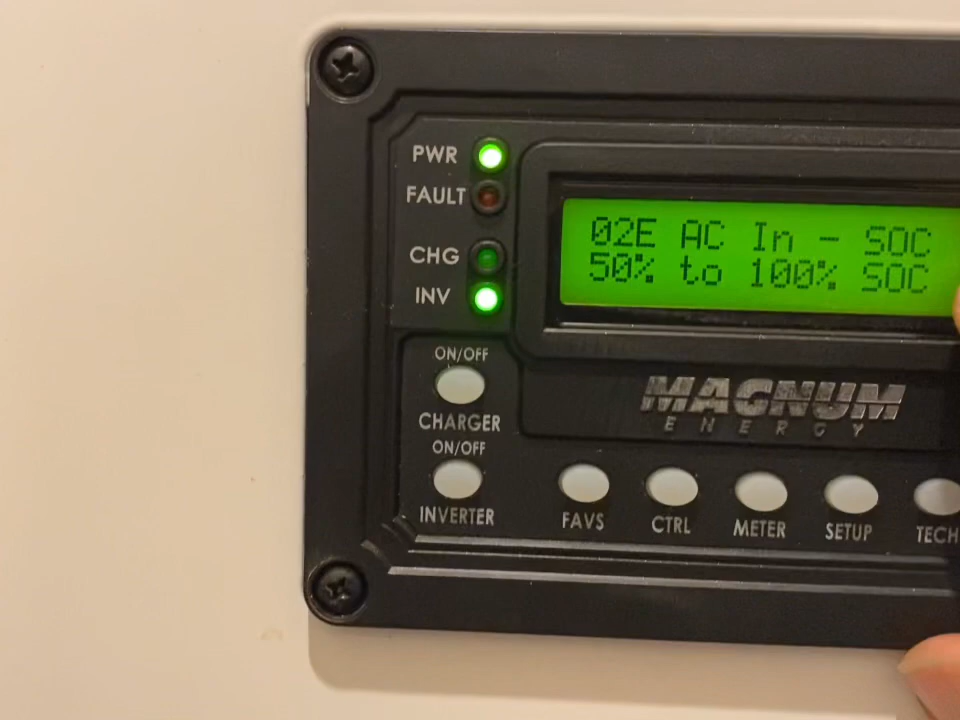 PWR
FAULT
CHG
INV
02E AC In - SOC
50% to 100% SOC
ON/OFF
CHARGER
ON/OFF
INVERTER
MAGNUM
ENERGY
FAVS
CTRL
METER
SETUP
TECH